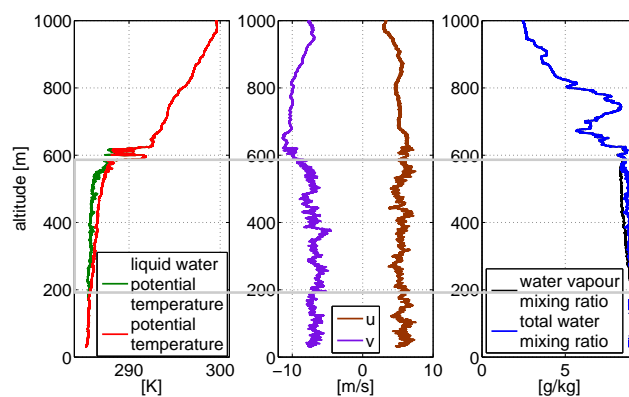 1000
800
600
400
200
0
altitude [m]
liquid water
potential
temperature
potential
temperature
290
300
[K]
1000
800
600
400
200
0
u
v
−10
0
10
[m/s]
1000
800
600
400
200
0
water vapour
mixing ratio
total water
mixing ratio
0
5
[g/kg]